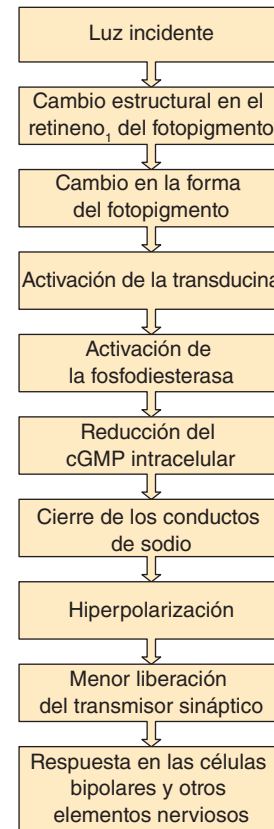 Luz incidente
Cambio estructural en el
retineno₁ del fotopigmento
Cambio en la forma
del fotopigmento
Activación de la transducina
Activación de
la fosfodiesterasa
Reducción del
cGMP intracelular
Cierre de los conductos
de sodio
Hiperpolarización
Menor liberación
del transmisor sináptico
Respuesta en las células
bipolares y otros
elementos nerviosos